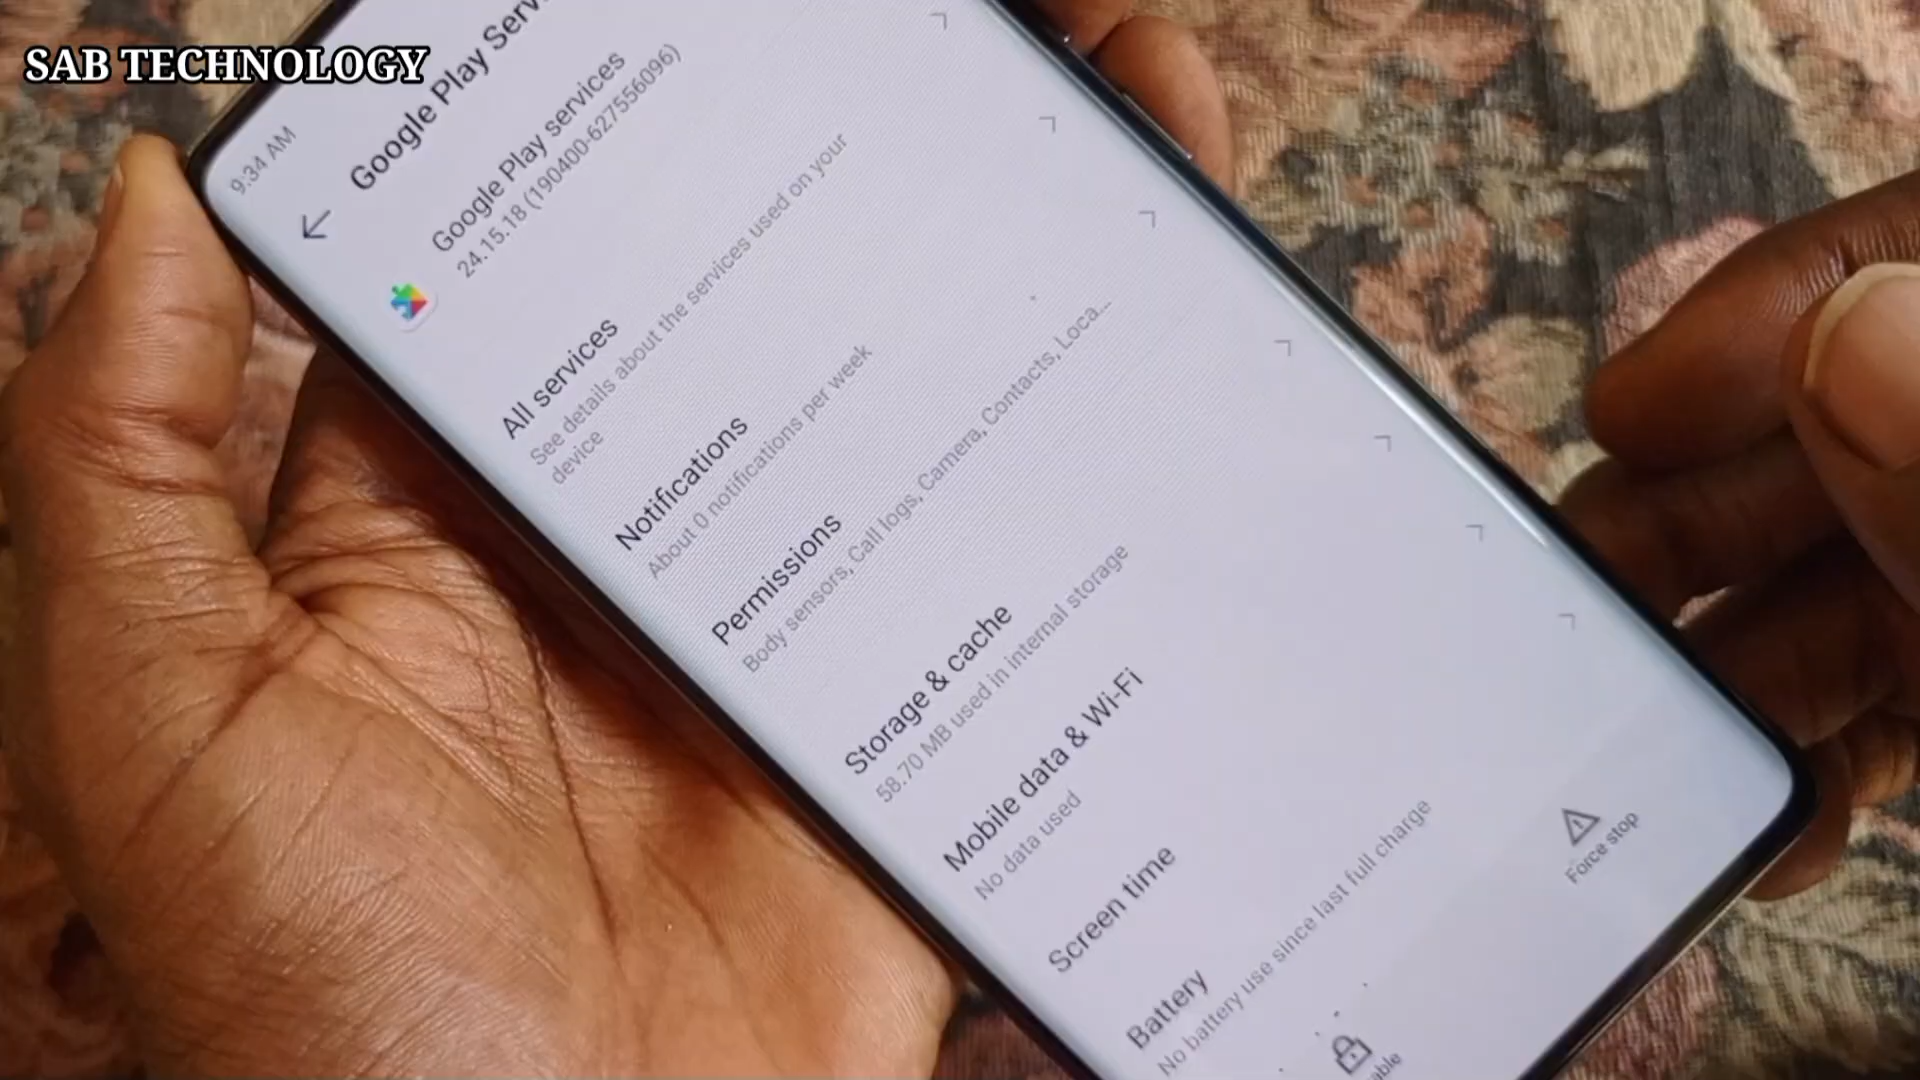 SAB TECHNOLOGY
9:34 AM
Google Play Serv
Google Play services
24.15.18 (190400-627556096)
All services
See details about the services used on your
device
Notifications
About 0 notifications per week
Permissions
Body sensors, Call logs, Camera, Contacts, Loca...
Storage & cache
58.70 MB used in internal storage
Mobile data & Wi-Fi
No data used
Screen time
Battery
No battery use since last full charge
Force stop
able